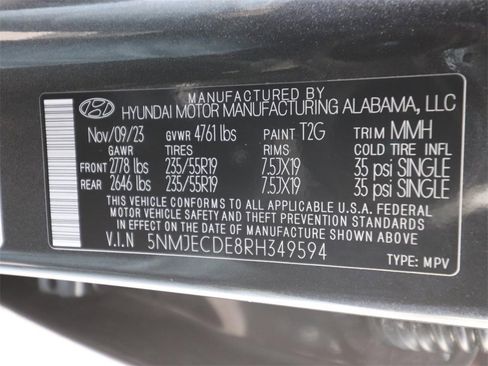 MANUFACTURED BY
HYUNDAI MOTOR MANUFACTURING ALABAMA, LLC
Nov/09/23 GVWR 4761 lbs PAINT T2G TRIM MMH
GAWR TIRES RIMS COLD TIRE INFL
FRONT 2778 lbs 235/55R19 7.5JX19 35 psi SINGLE
REAR 2646 lbs 235/55R19 7.5JX19 35 psi SINGLE
THIS VEHICLE CONFORMS TO ALL APPLICABLE U.S.A. FEDERAL
MOTOR VEHICLE SAFETY AND THEFT PREVENTION STANDARDS
IN EFFECT ON THE DATE OF MANUFACTURE SHOWN ABOVE.
V.I.N 5NMJECDE8RH349594
TYPE: MPV